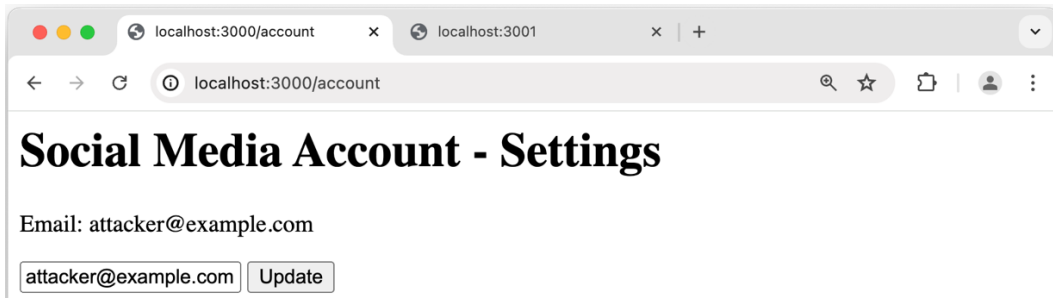 localhost:3000/account localhost:3001
localhost:3000/account
Social Media Account - Settings
Email: attacker@example.com
attacker@example.com Update